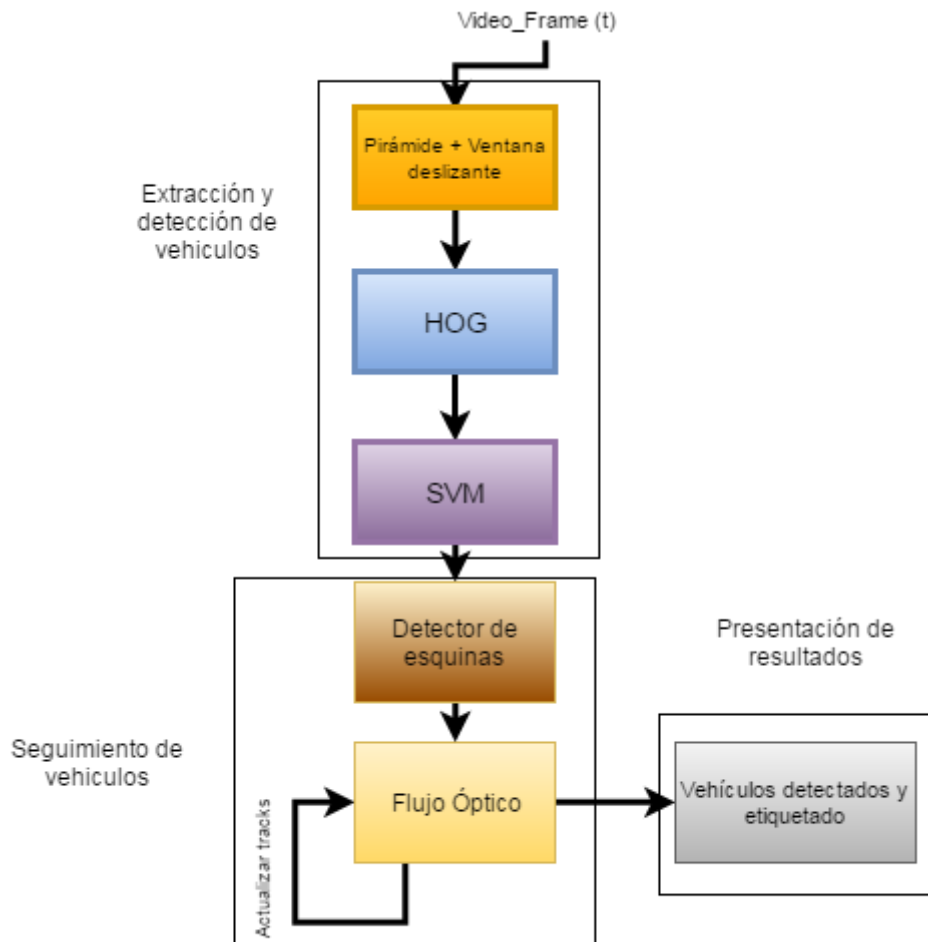 Video_Frame (t)
Pirámide + Ventana
deslizante
Extracción y
detección de
vehiculos
HOG
SVM
Detector de
esquinas
Presentación de
resultados
Seguimiento de
vehiculos
Actualizar tracks
Flujo Óptico
Vehículos detectados y
etiquetado